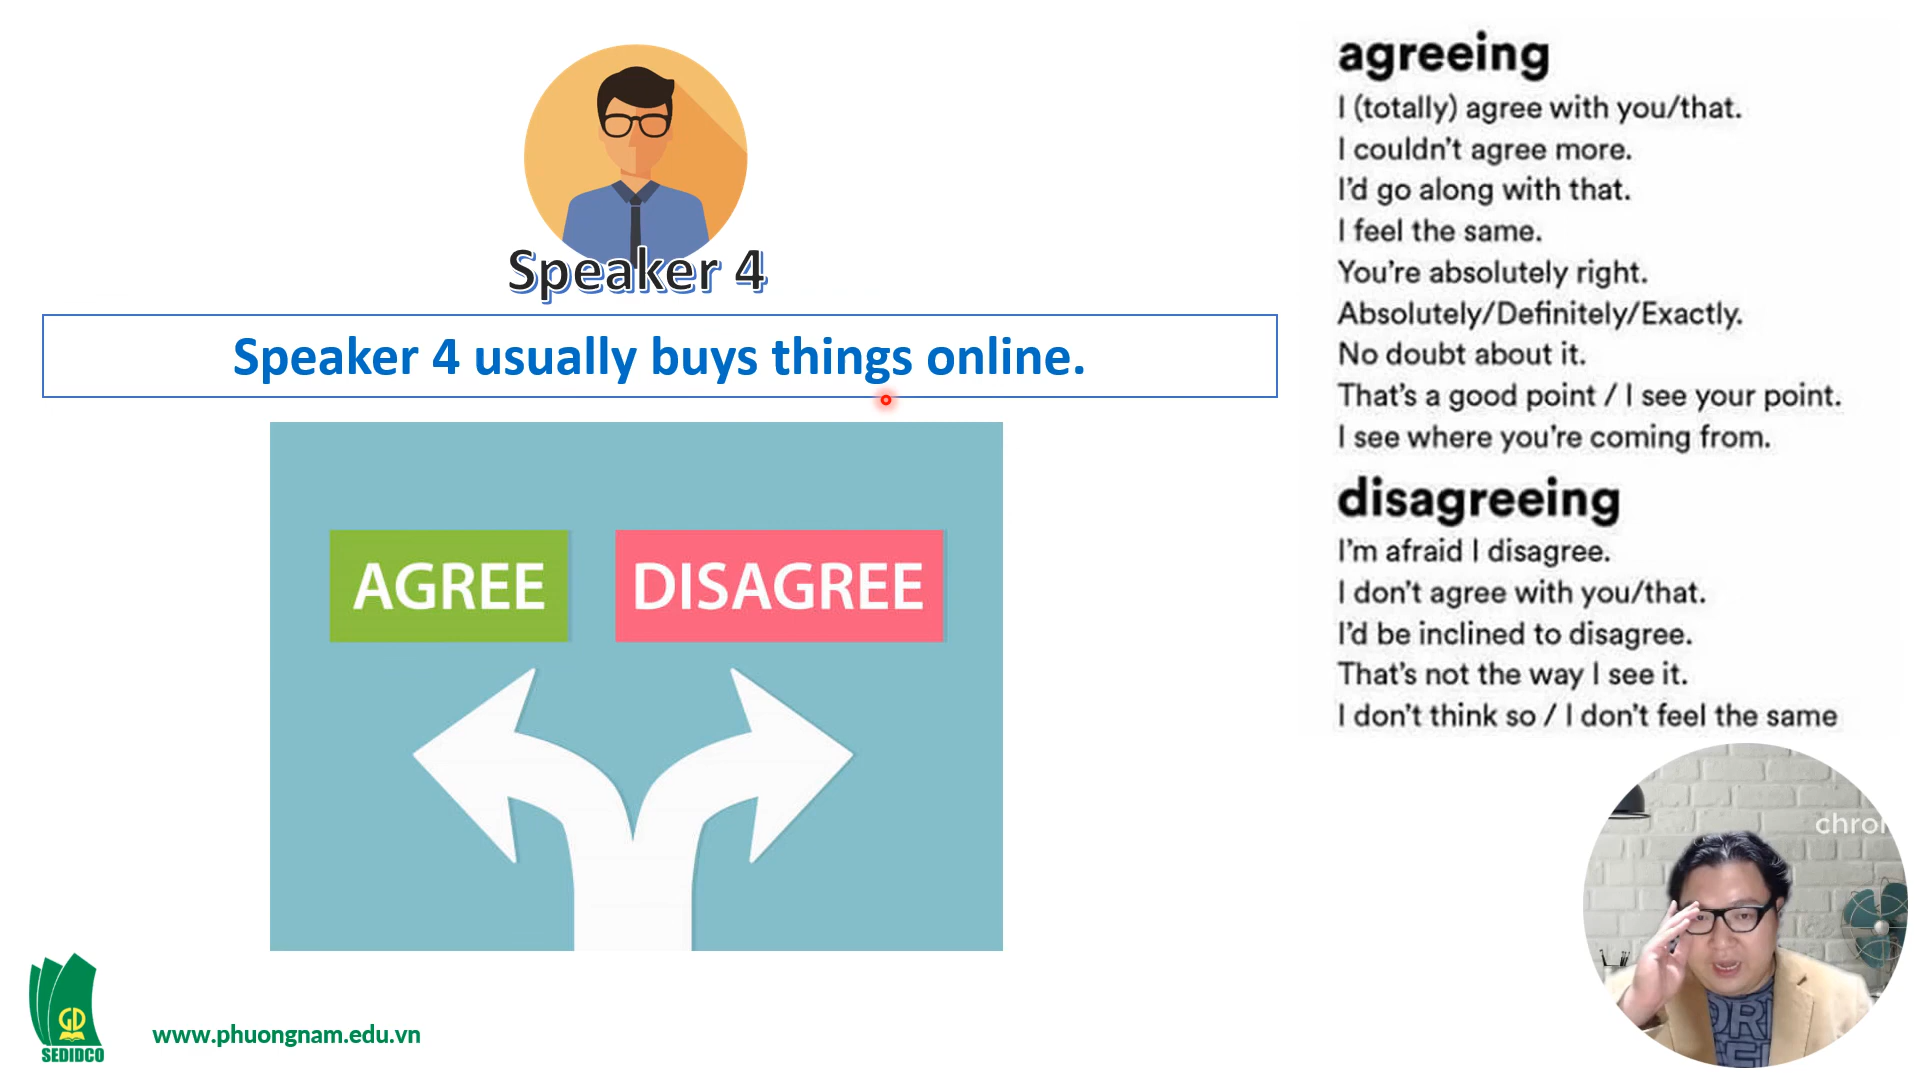 Speaker 4
Speaker 4 usually buys things online.
AGREE
DISAGREE
agreeing
I (totally) agree with you/that.
I couldn't agree more.
I'd go along with that.
I feel the same.
You're absolutely right.
Absolutely/Definitely/Exactly.
No doubt about it.
That's a good point / I see your point.
I see where you're coming from.
disagreeing
I'm afraid I disagree.
I don't agree with you/that.
I'd be inclined to disagree.
That's not the way I see it.
I don't think so / I don't feel the same
chro
GD
SEDIDCO
www.phuongnam.edu.vn